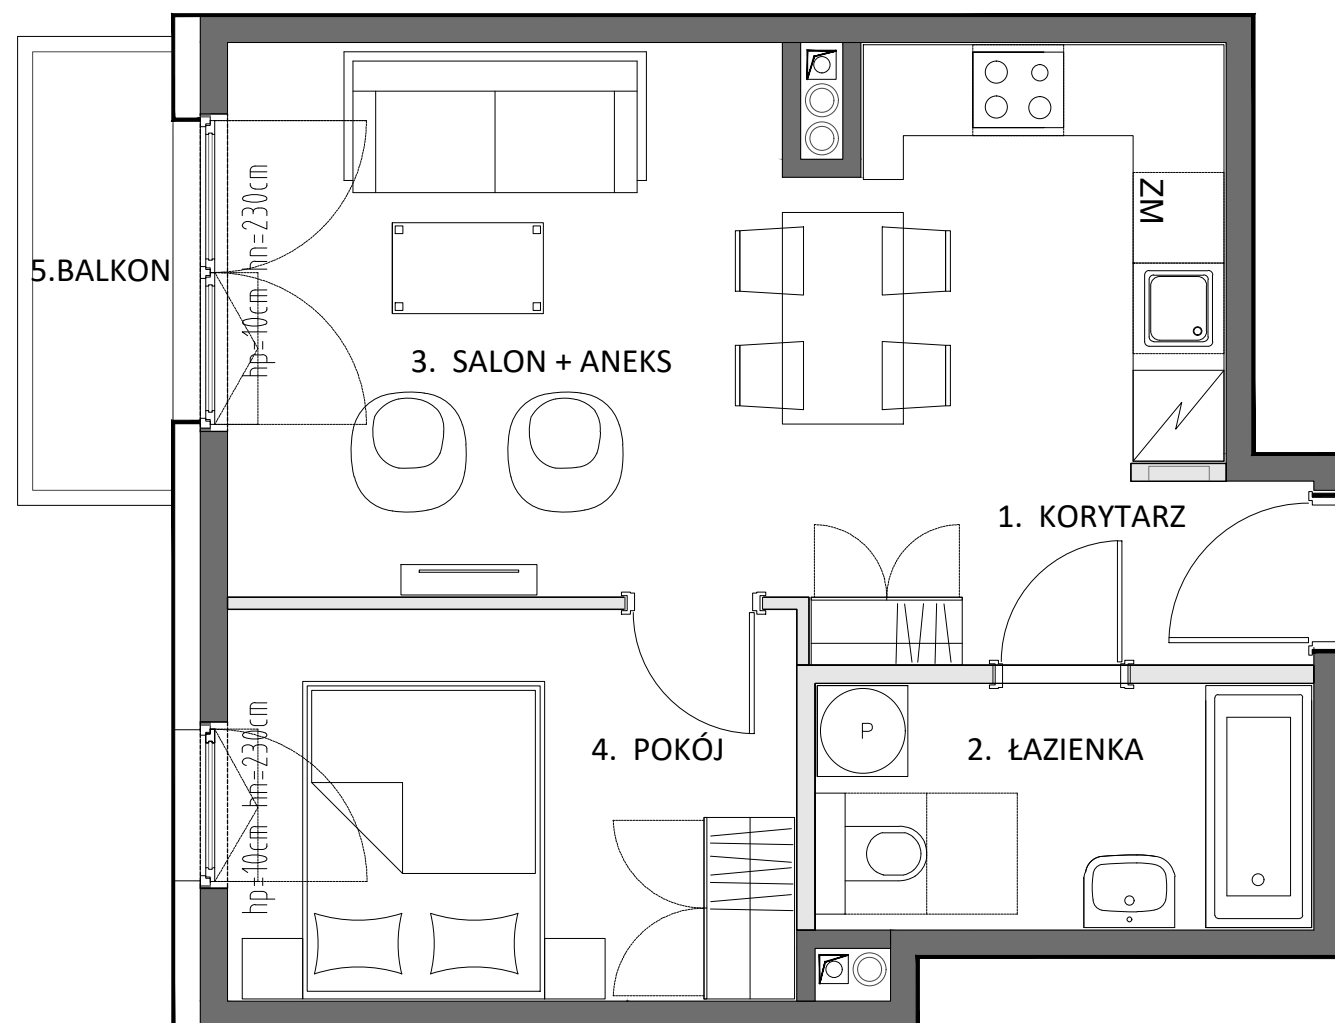 ZM
hp=10cm hn=230cm
5.BALKON
3. SALON + ANEKS
1. KORYTARZ
P
4. POKÓJ
2. ŁAZIENKA
hp=10cm hn=230cm